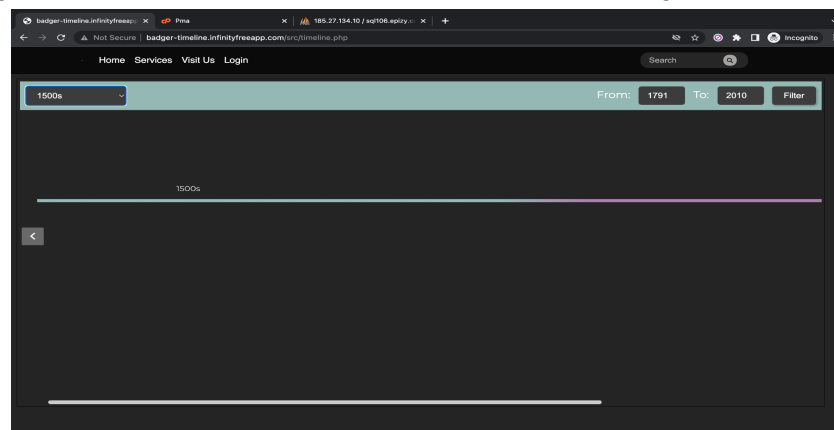 badger-timeline.infinityfreeapp
Pma
185.27.134.10 / sql106.epizy.c
Not Secure | badger-timeline.infinityfreeapp.com/src/timeline.php
Incognito
Home Services Visit Us Login
Search
1500s
From: 1791 To: 2010 Filter
1500s